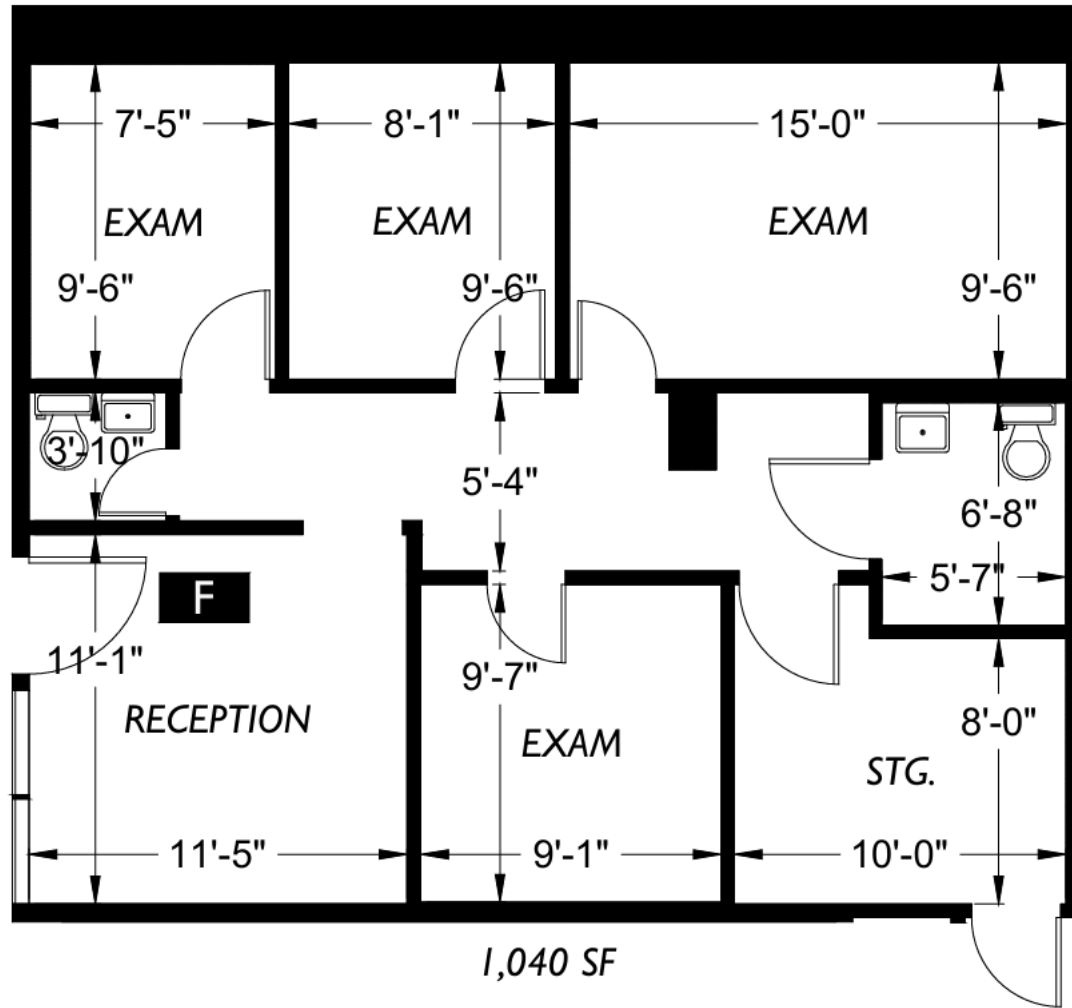 7'-5"
8'-1"
15'-0"
EXAM
EXAM
EXAM
9'-6"
9'-6"
9'-6"
3'-10"
5'-4"
6'-8"
5'-7"
F
11'-1"
9'-7"
RECEPTION
EXAM
8'-0"
STG.
11'-5"
9'-1"
10'-0"
1,040 SF